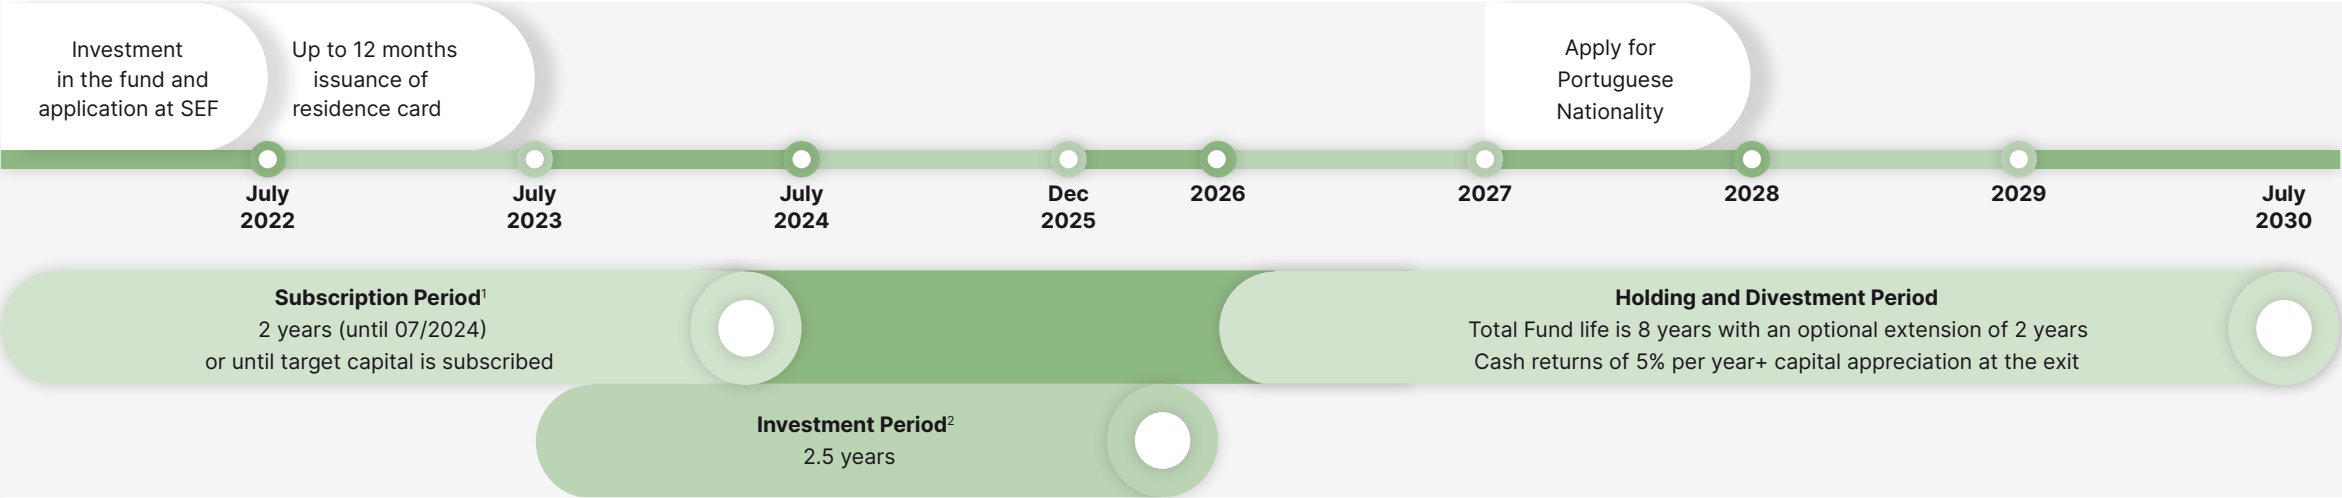 Investment
in the fund and
application at SEF
Up to 12 months
issuance of
residence card
Apply for
Portuguese
Nationality
July
2022
July
2023
July
2024
Dec
2025
2026
2027
2028
2029
July
2030
Subscription Period¹
2 years (until 07/2024)
or until target capital is subscribed
Holding and Divestment Period
Total Fund life is 8 years with an optional extension of 2 years
Cash returns of 5% per year+ capital appreciation at the exit
Investment Period²
2.5 years